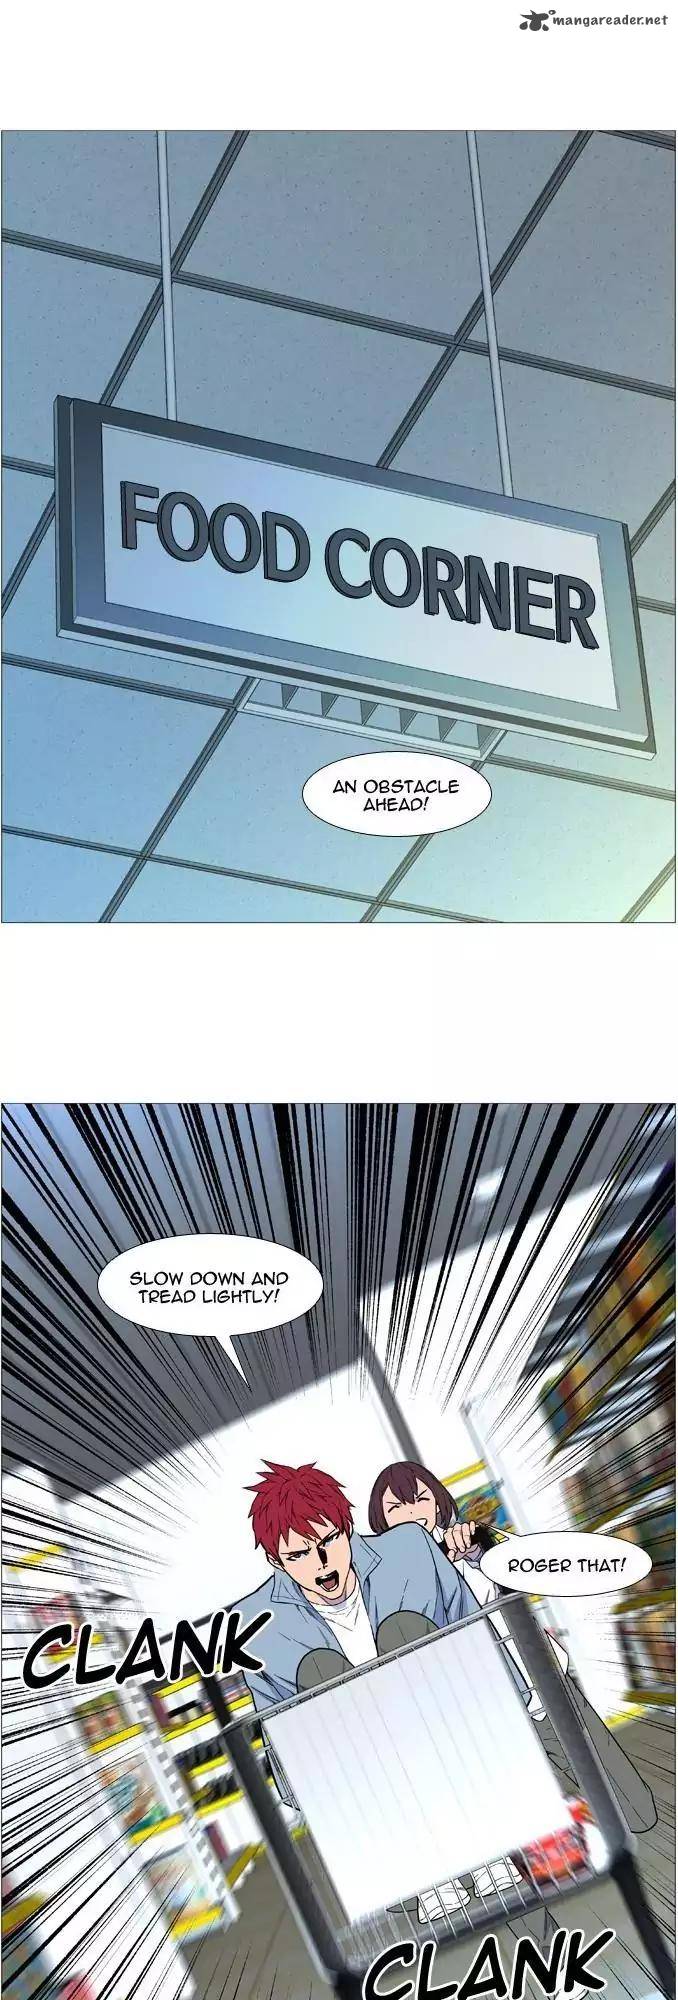 mangareader.net
FOOD CORNER
AN OBSTACLE
AHEAD!
SLOW DOWN AND
TREAD LIGHTLY!
ROGER THAT!
CLANK
CLANK